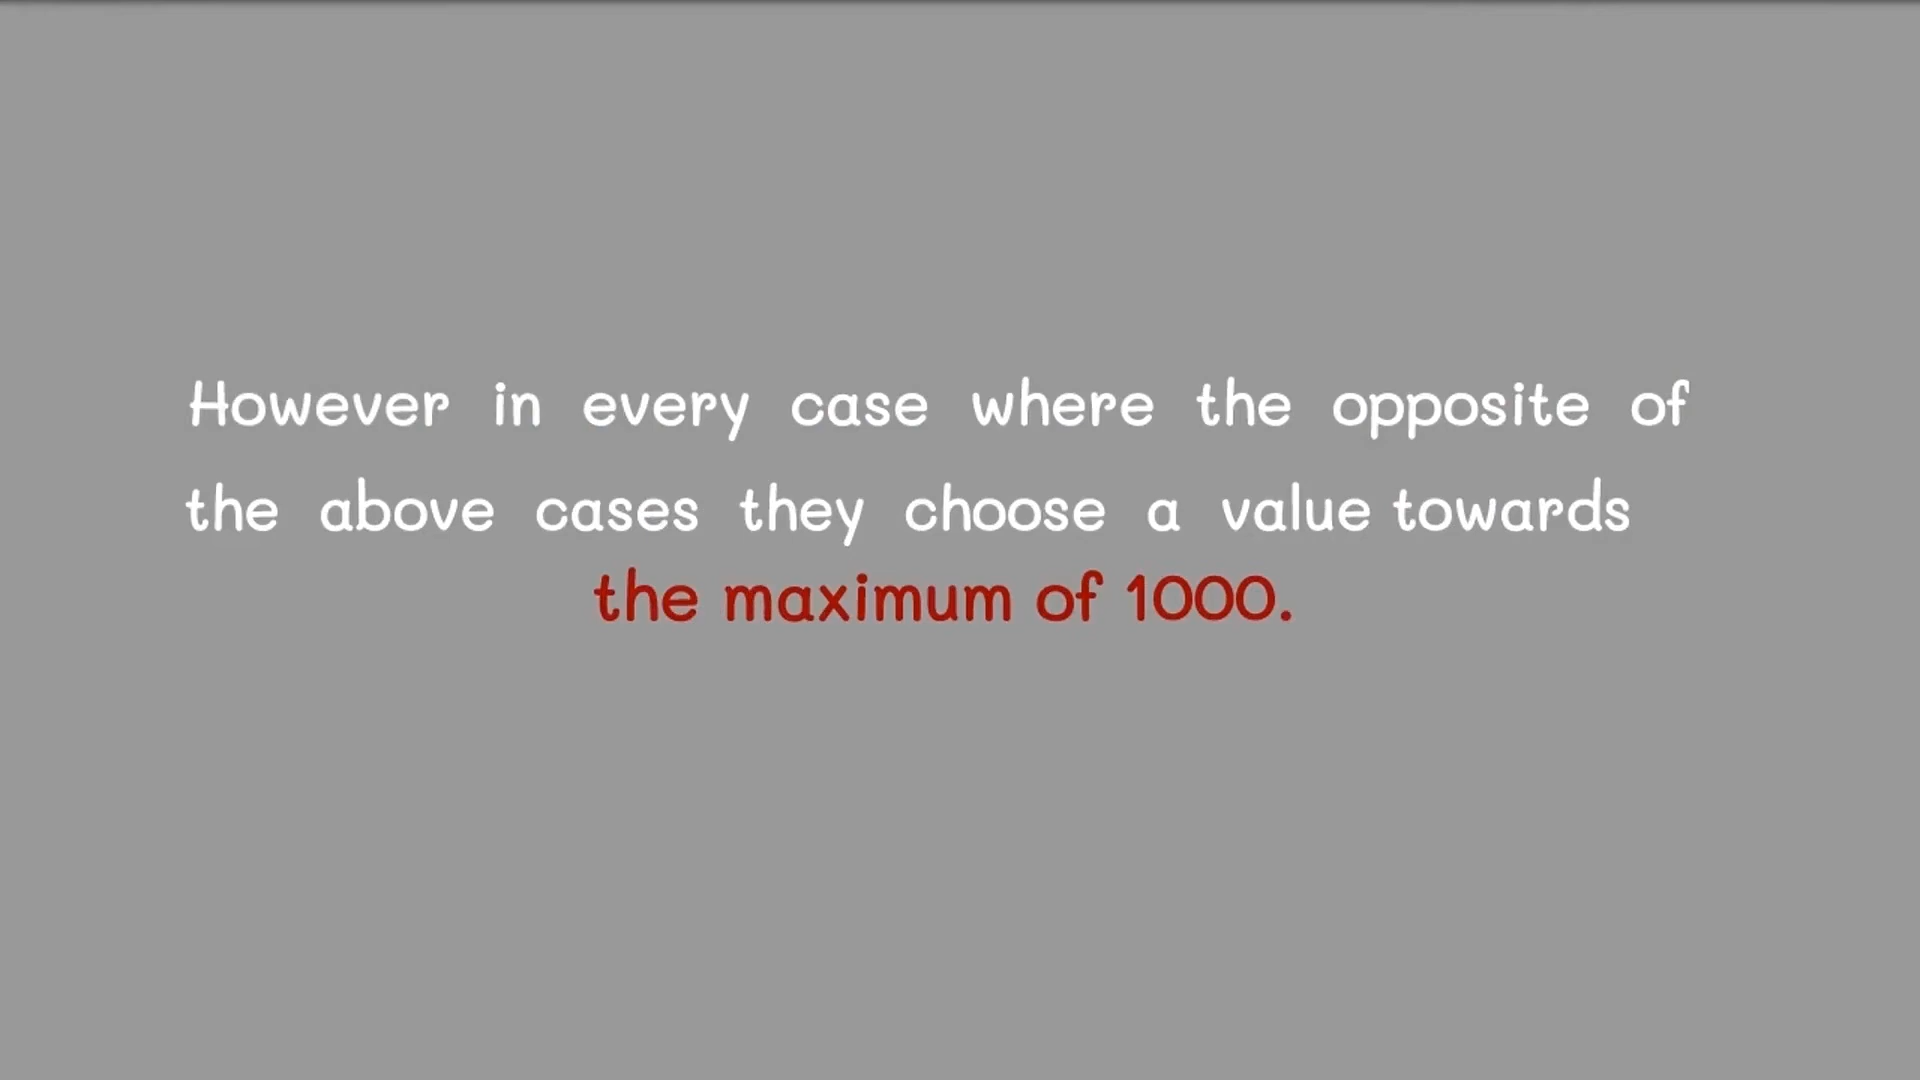 However in every case where the opposite of
the above cases they choose a value towards
the maximum of 1000.